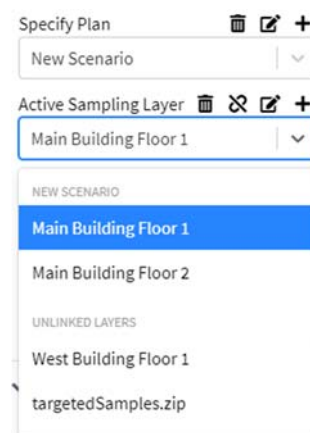 Specify Plan
New Scenario
Active Sampling Layer
Main Building Floor 1
NEW SCENARIO
Main Building Floor 1
Main Building Floor 2
UNLINKED LAYERS
West Building Floor 1
targetedSamples.zip